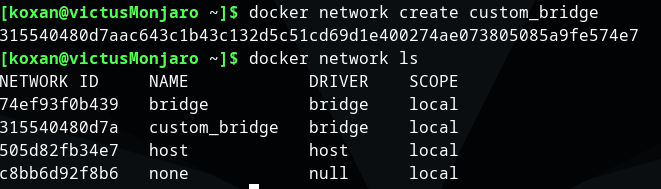 [koxan@victusMonjaro ~]$ docker network create custom_bridge
315540480d7aac643c1b43c132d5c51cd69d1e400274ae073805085a9fe574e7
[koxan@victusMonjaro ~]$ docker network ls
NETWORK ID     NAME            DRIVER    SCOPE
74ef93f0b439   bridge          bridge    local
315540480d7a   custom_bridge   bridge    local
505d82fb34e7   host            host      local
c8bb6d92f8b6   none            null      local